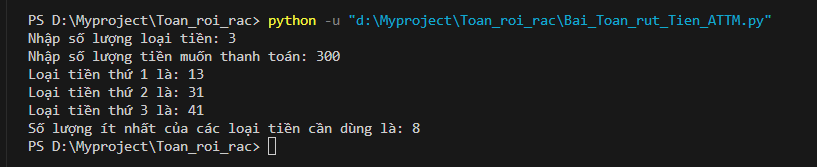 PS D:\Myproject\Toan_roi_rac> python -u "d:\Myproject\Toan_roi_rac\Bai_Toan_rut_Tien_ATTM.py"
Nhập số lượng loại tiền: 3
Nhập số lượng tiền muốn thanh toán: 300
Loại tiền thứ 1 là: 13
Loại tiền thứ 2 là: 31
Loại tiền thứ 3 là: 41
Số lượng ít nhất của các loại tiền cần dùng là: 8
PS D:\Myproject\Toan_roi_rac>